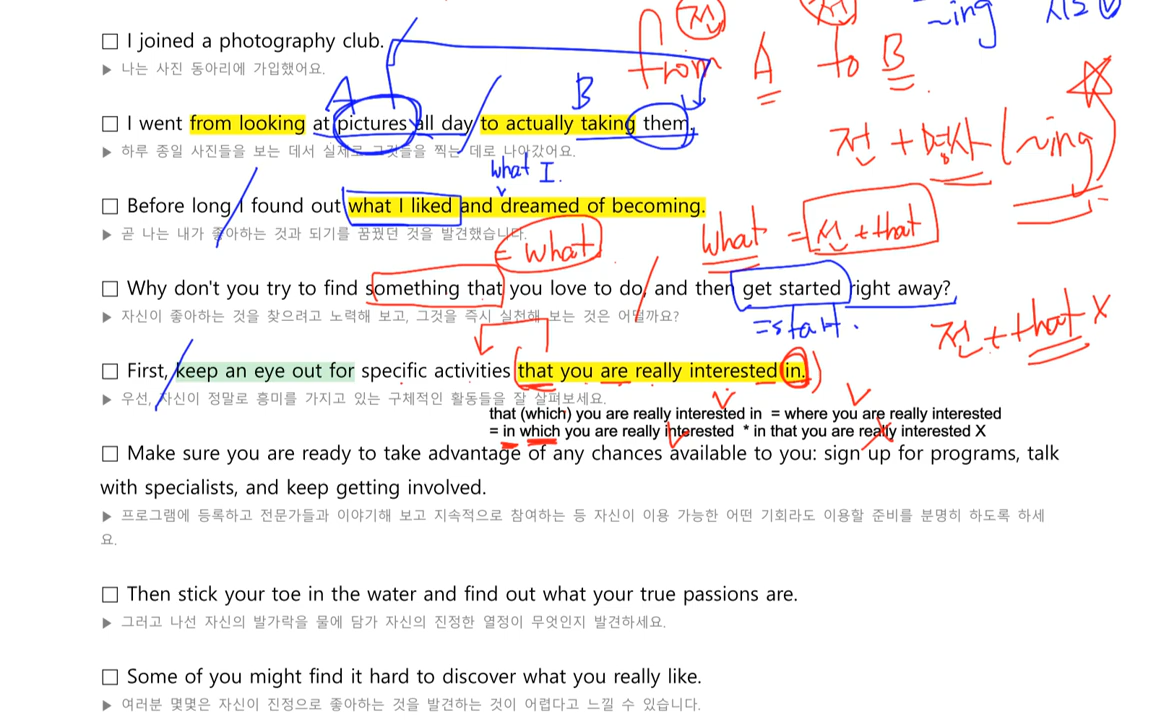 ~ing
전
전
from A to B
□ I joined a photography club.
▶ 나는 사진 동아리에 가입했어요.
A
B
□ I went from looking at pictures all day to actually taking them.
전 + 명사 (~ing)
▶ 하루 종일 사진들을 보는 데서 실제로 그것들을 찍는 데로 나아갔어요.
what I.
□ Before long, I found out what I liked and dreamed of becoming.
▶ 곧 나는 내가 좋아하는 것과 되기를 꿈꿨던 것을 발견했습니다.
= what
what = 선 + that
□ Why don't you try to find something that you love to do, and then get started right away?
▶ 자신이 좋아하는 것을 찾으려고 노력해 보고, 그것을 즉시 실천해 보는 것은 어떨까요?
= start.
전 + that X
□ First, keep an eye out for specific activities (that you are really interested in.)
▶ 우선, 자신이 정말로 흥미를 가지고 있는 구체적인 활동들을 잘 살펴보세요.
that (which) you are really interested in = where you are really interested
= in which you are really interested * in that you are really interested X
□ Make sure you are ready to take advantage of any chances available to you: sign up for programs, talk
with specialists, and keep getting involved.
▶ 프로그램에 등록하고 전문가들과 이야기해 보고 지속적으로 참여하는 등 자신이 이용 가능한 어떤 기회라도 이용할 준비를 분명히 하도록 하세
요.
□ Then stick your toe in the water and find out what your true passions are.
▶ 그러고 나선 자신의 발가락을 물에 담가 자신의 진정한 열정이 무엇인지 발견하세요.
□ Some of you might find it hard to discover what you really like.
▶ 여러분 몇몇은 자신이 진정으로 좋아하는 것을 발견하는 것이 어렵다고 느낄 수 있습니다.